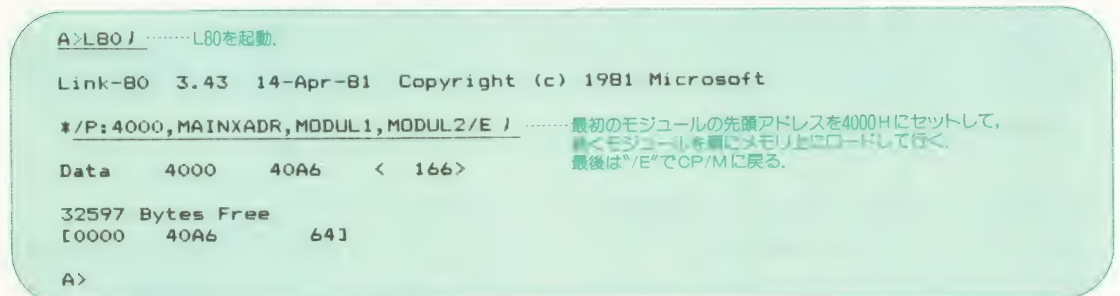 A>L80 ⤶ ……… L80を起動.
Link-80 3.43 14-Apr-81 Copyright (c) 1981 Microsoft
*/P:4000,MAINXADR,MODUL1,MODUL2/E ⤶ ……… 最初のモジュールの先頭アドレスを4000Hにセットして,
続くモジュールを順にメモリ上にロードして行く.
最後は"/E"でCP/Mに戻る.
Data 4000 40A6 < 166>
32597 Bytes Free
[0000 40A6 64]
A>